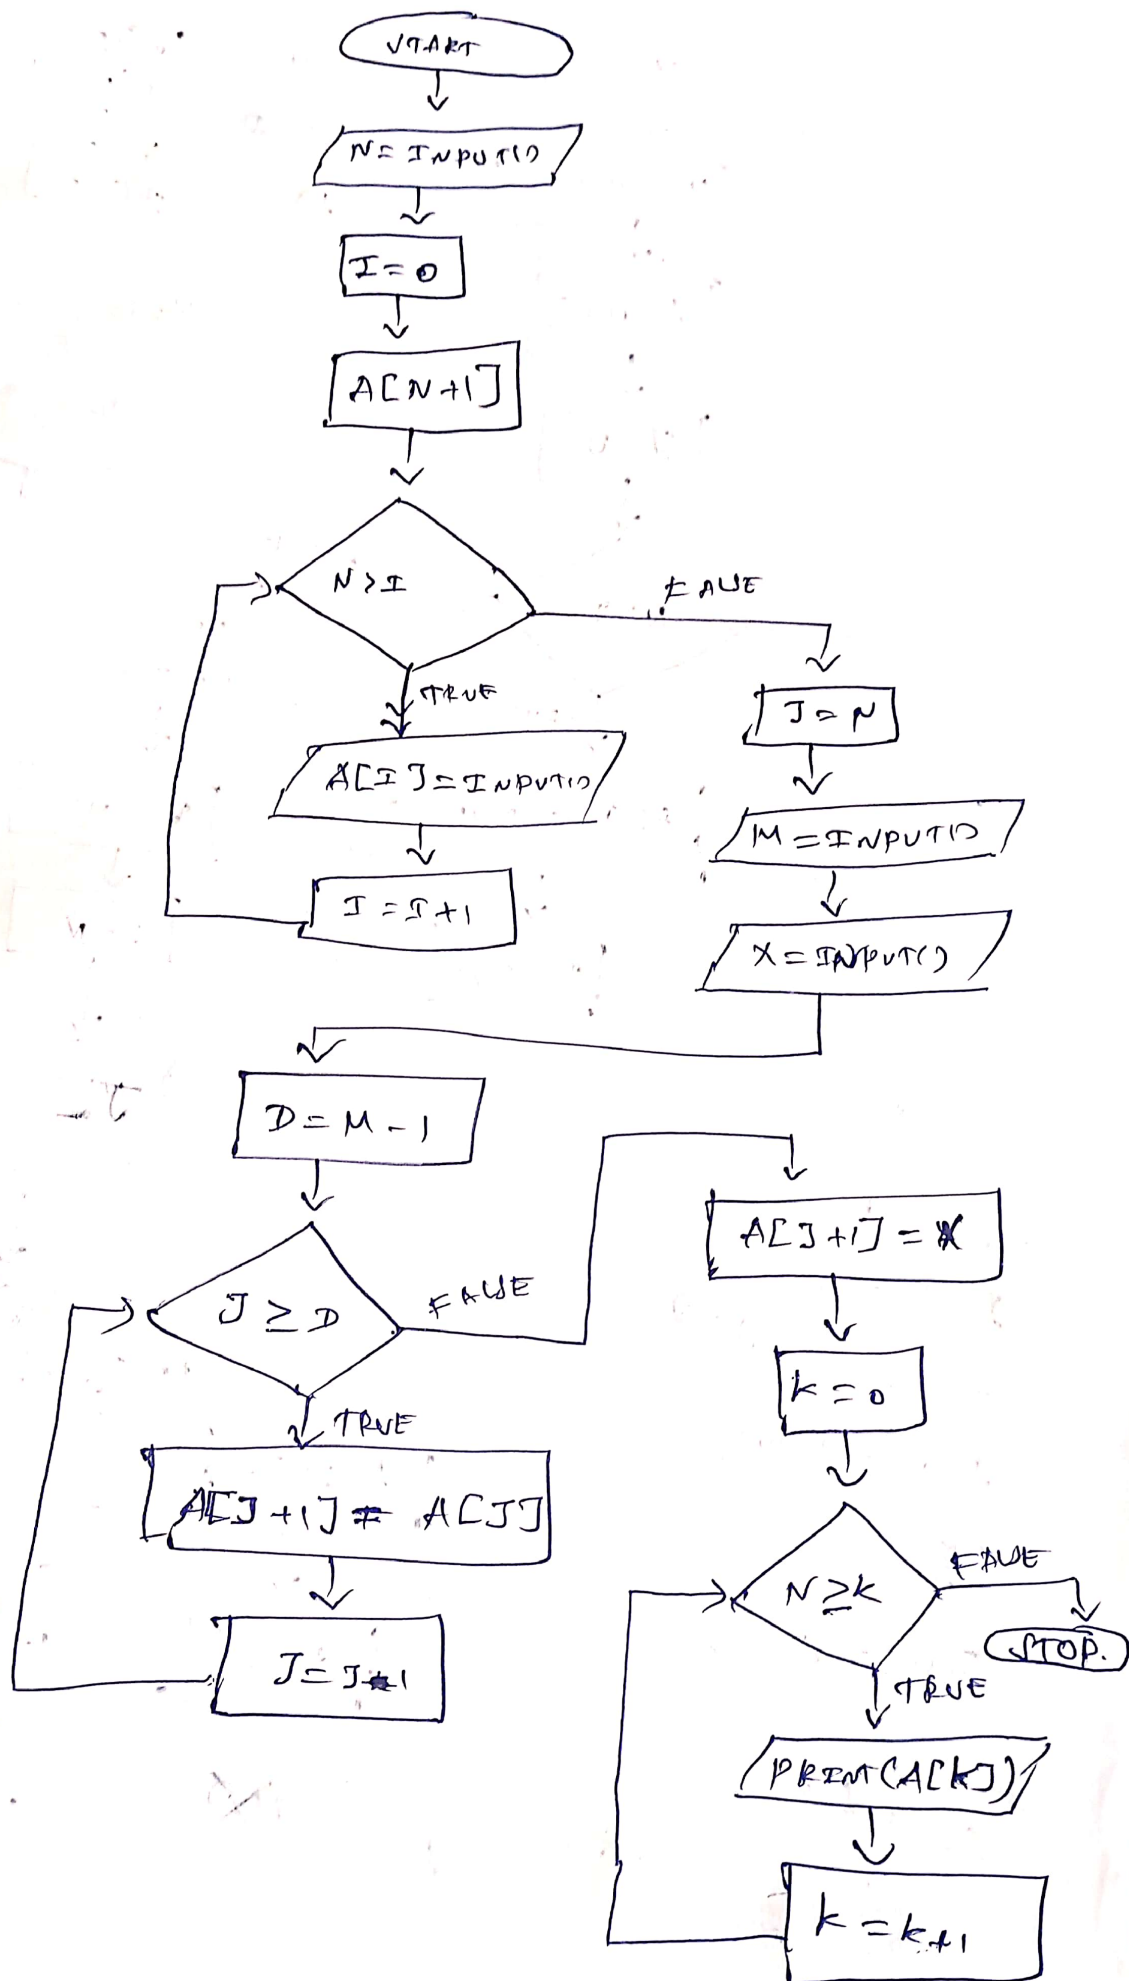 START
N = INPUT()
I = 0
A[N+1]
N > I
FALSE
TRUE
A[I] = INPUT()
I = I + 1
J = N
M = INPUT()
X = INPUT()
D = M - 1
J ≥ D
FALSE
TRUE
A[J+1] = A[J]
A[J+1] = X
K = 0
N ≥ K
FALSE
STOP.
TRUE
PRINT(A[K])
K = K+1